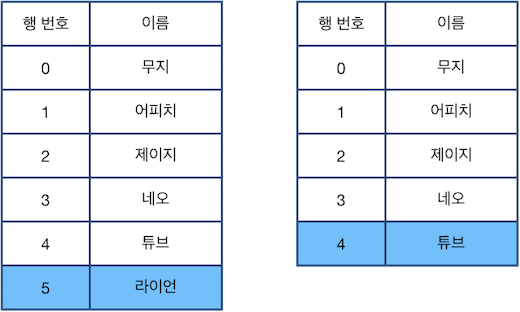 행 번호 이름
0 무지
1 어피치
2 제이지
3 네오
4 튜브
5 라이언
행 번호 이름
0 무지
1 어피치
2 제이지
3 네오
4 튜브